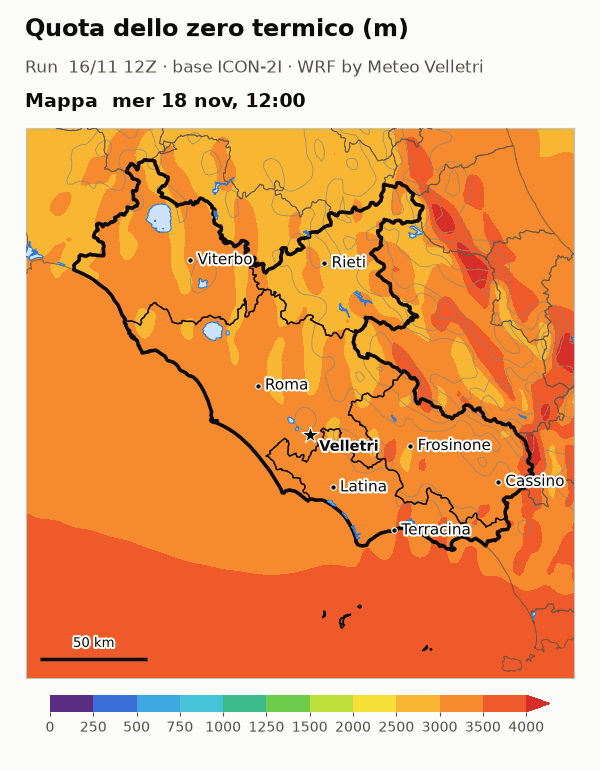 Quota dello zero termico (m)
Run  16/11 12Z · base ICON-2I · WRF by Meteo Velletri
Mappa  mer 18 nov, 12:00
Viterbo
Rieti
Roma
Velletri
Frosinone
Latina
Cassino
Terracina
50 km
0 250 500 750 1000 1250 1500 2000 2500 3000 3500 4000